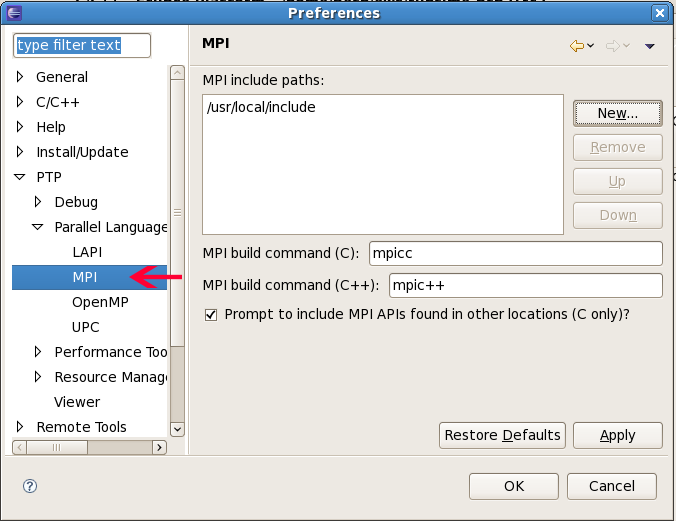 Preferences
type filter text
General
C/C++
Help
Install/Update
PTP
Debug
Parallel Language
LAPI
MPI
OpenMP
UPC
Performance Too
Resource Manag
Viewer
Remote Tools
MPI
MPI include paths:
/usr/local/include
New...
Remove
Up
Down
MPI build command (C): mpicc
MPI build command (C++): mpic++
Prompt to include MPI APIs found in other locations (C only)?
Restore Defaults Apply
? OK Cancel